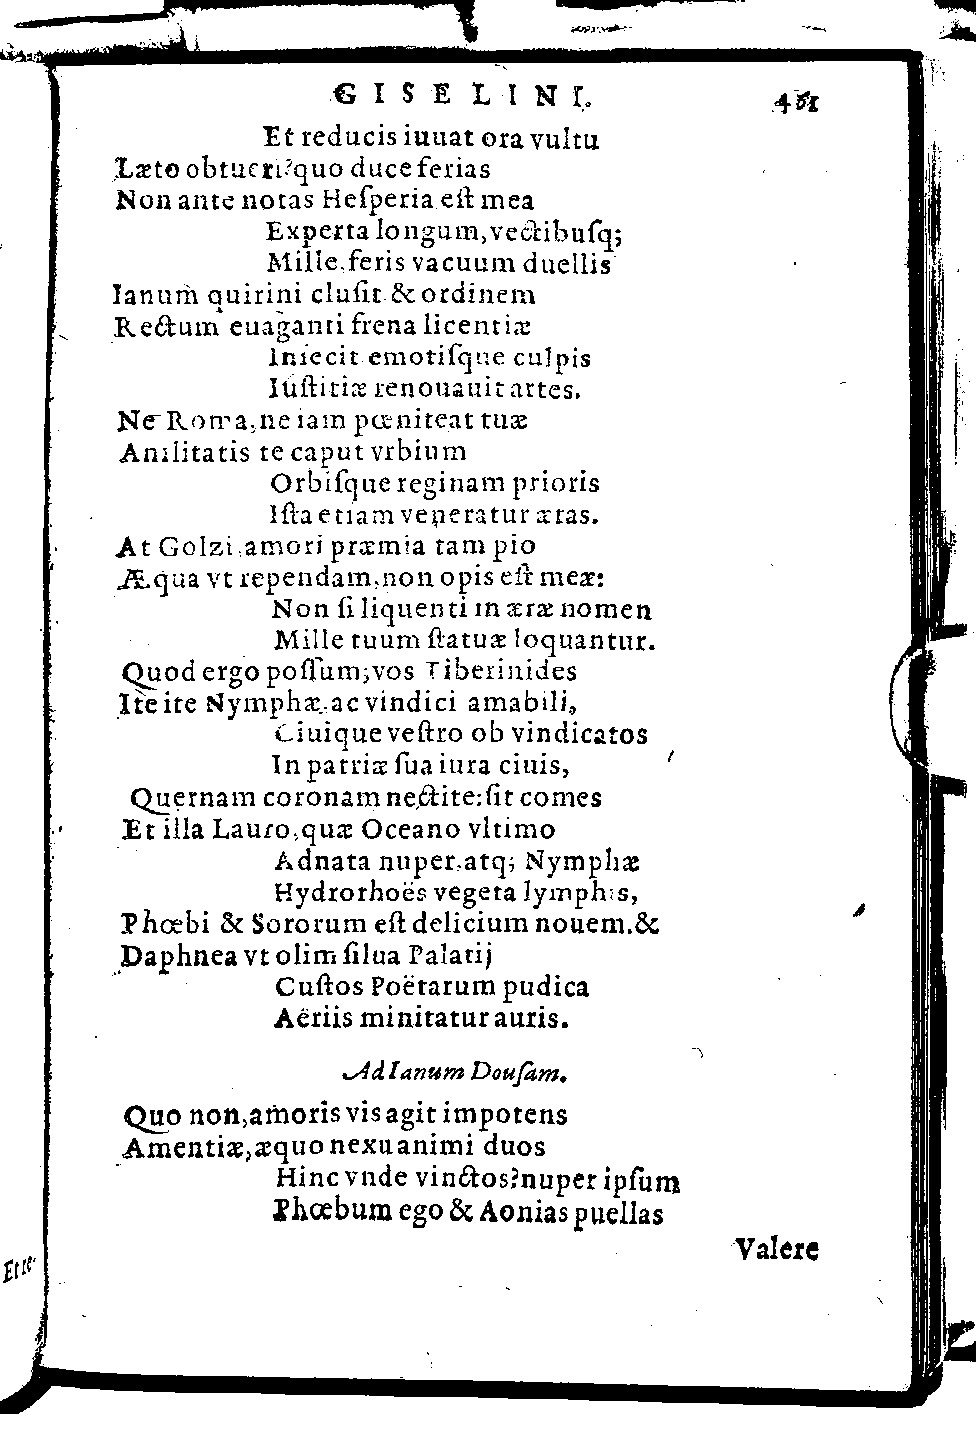 GISELINI. 451
Et reducis iuuat ora vultu
Læto obtueri? quo duce ferias
Non ante notas Heſperia eſt mea
Experta longum, vectibuſq;
Mille feris vacuum duellis
Ianum quirini cluſit & ordinem
Rectum euaganti frena licentiæ
Iniecit emotiſque culpis
Iuſtitiæ renouauit artes.
Ne Roma, ne iam pœniteat tuæ
Anilitatis te caput vrbium
Orbiſque reginam prioris
Iſta etiam veneratur ætas.
At Golzi amori præmia tam pio
Æqua vt rependam, non opis eſt meæ:
Non ſi liquenti in æræ nomen
Mille tuum ſtatuæ loquantur.
Quod ergo poſſum; vos Tiberinides
Ite ite Nymphæ, ac vindici amabili,
Ciuique veſtro ob vindicatos
In patriæ ſua iura ciuis,
Quernam coronam nectite: ſit comes
Et illa Lauro, quæ Oceano vltimo
Adnata nuper, atq; Nymphæ
Hydrorhoës vegeta lymphis,
Phœbi & Sororum eſt delicium nouem, &
Daphnea vt olim ſilua Palatij
Cuſtos Poëtarum pudica
Aëriis minitatur auris.
Ad Ianum Douſam.
Quo non, amoris vis agit impotens
Amentiæ, æquo nexu animi duos
Hinc vnde vinctos? nuper ipſum
Phœbum ego & Aonias puellas
Valere